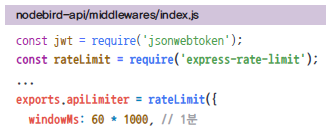 nodebird-api/middlewares/index.js
const jwt = require('jsonwebtoken');
const rateLimit = require('express-rate-limit');
...
exports.apiLimiter = rateLimit({
windowMs: 60 * 1000, // 1분